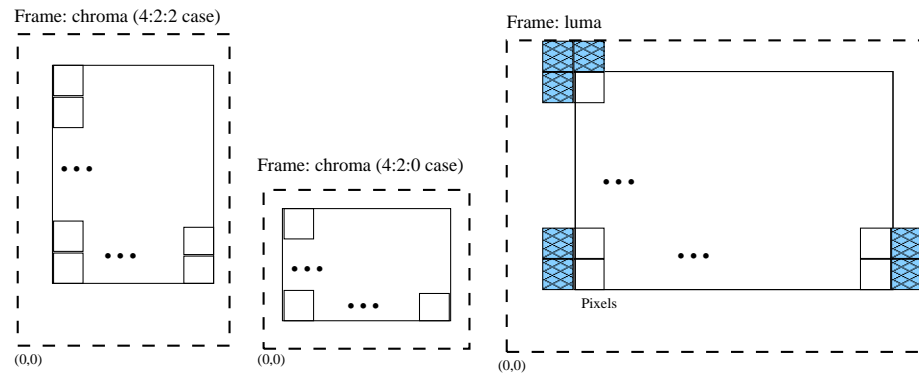 Frame: chroma (4:2:2 case)
Frame: luma
Frame: chroma (4:2:0 case)
Pixels
(0,0)
(0,0)
(0,0)